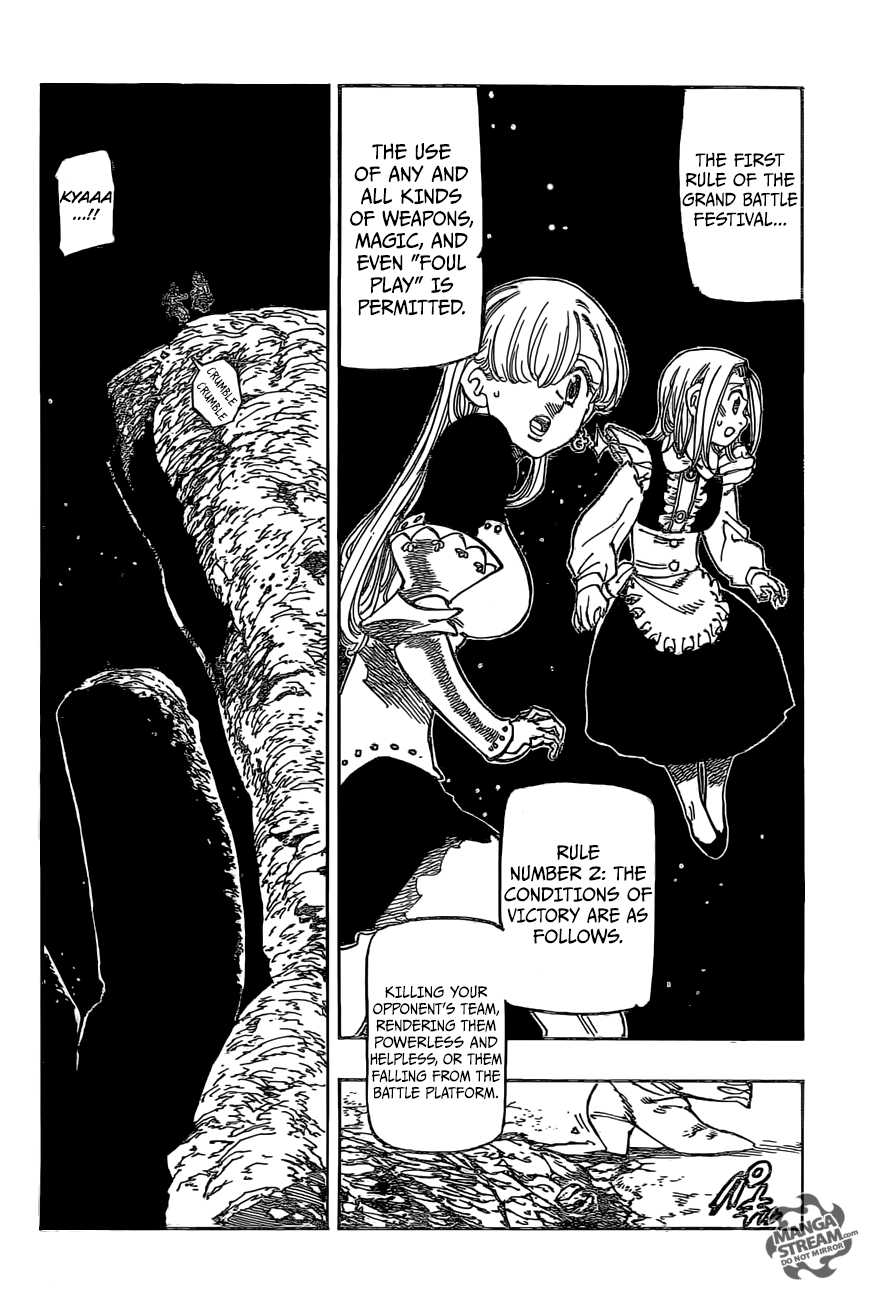 THE FIRST
RULE OF THE
GRAND BATTLE
FESTIVAL...
THE USE
OF ANY AND
ALL KINDS
OF WEAPONS,
MAGIC, AND
EVEN "FOUL
PLAY" IS
PERMITTED.
RULE
NUMBER 2: THE
CONDITIONS OF
VICTORY ARE AS
FOLLOWS.
KILLING YOUR
OPPONENT'S TEAM,
RENDERING THEM
POWERLESS AND
HELPLESS, OR THEM
FALLING FROM THE
BATTLE PLATFORM.
KYAAA
...!!
CRUMBLE
CRUMBLE
MANGA
STREAM.com
DO NOT MIRROR